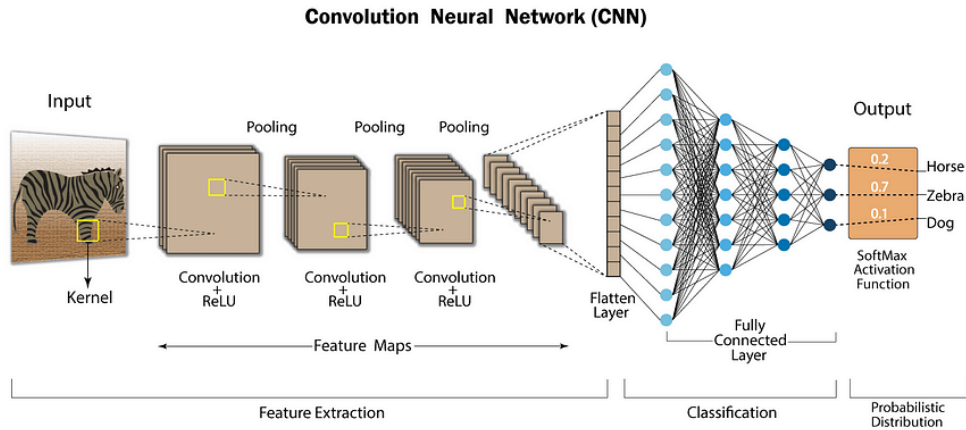 Convolution Neural Network (CNN)
Input
Output
Pooling
Pooling
Pooling
0.2
Horse
0.7
Zebra
0.1
Dog
Kernel
Convolution
+
ReLU
Convolution
+
ReLU
Convolution
+
ReLU
Flatten
Layer
SoftMax
Activation
Function
Fully
Connected
Layer
Feature Maps
Feature Extraction
Classification
Probabilistic
Distribution